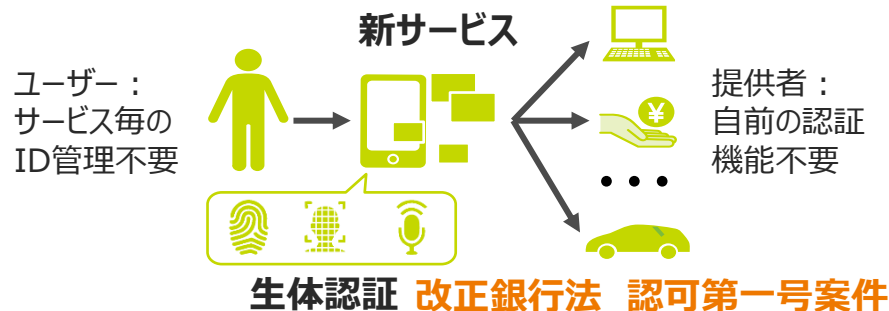 新サービス
ユーザー：
サービス毎の
ID管理不要
¥
提供者：
自前の認証
機能不要
・・・
生体認証 改正銀行法 認可第一号案件